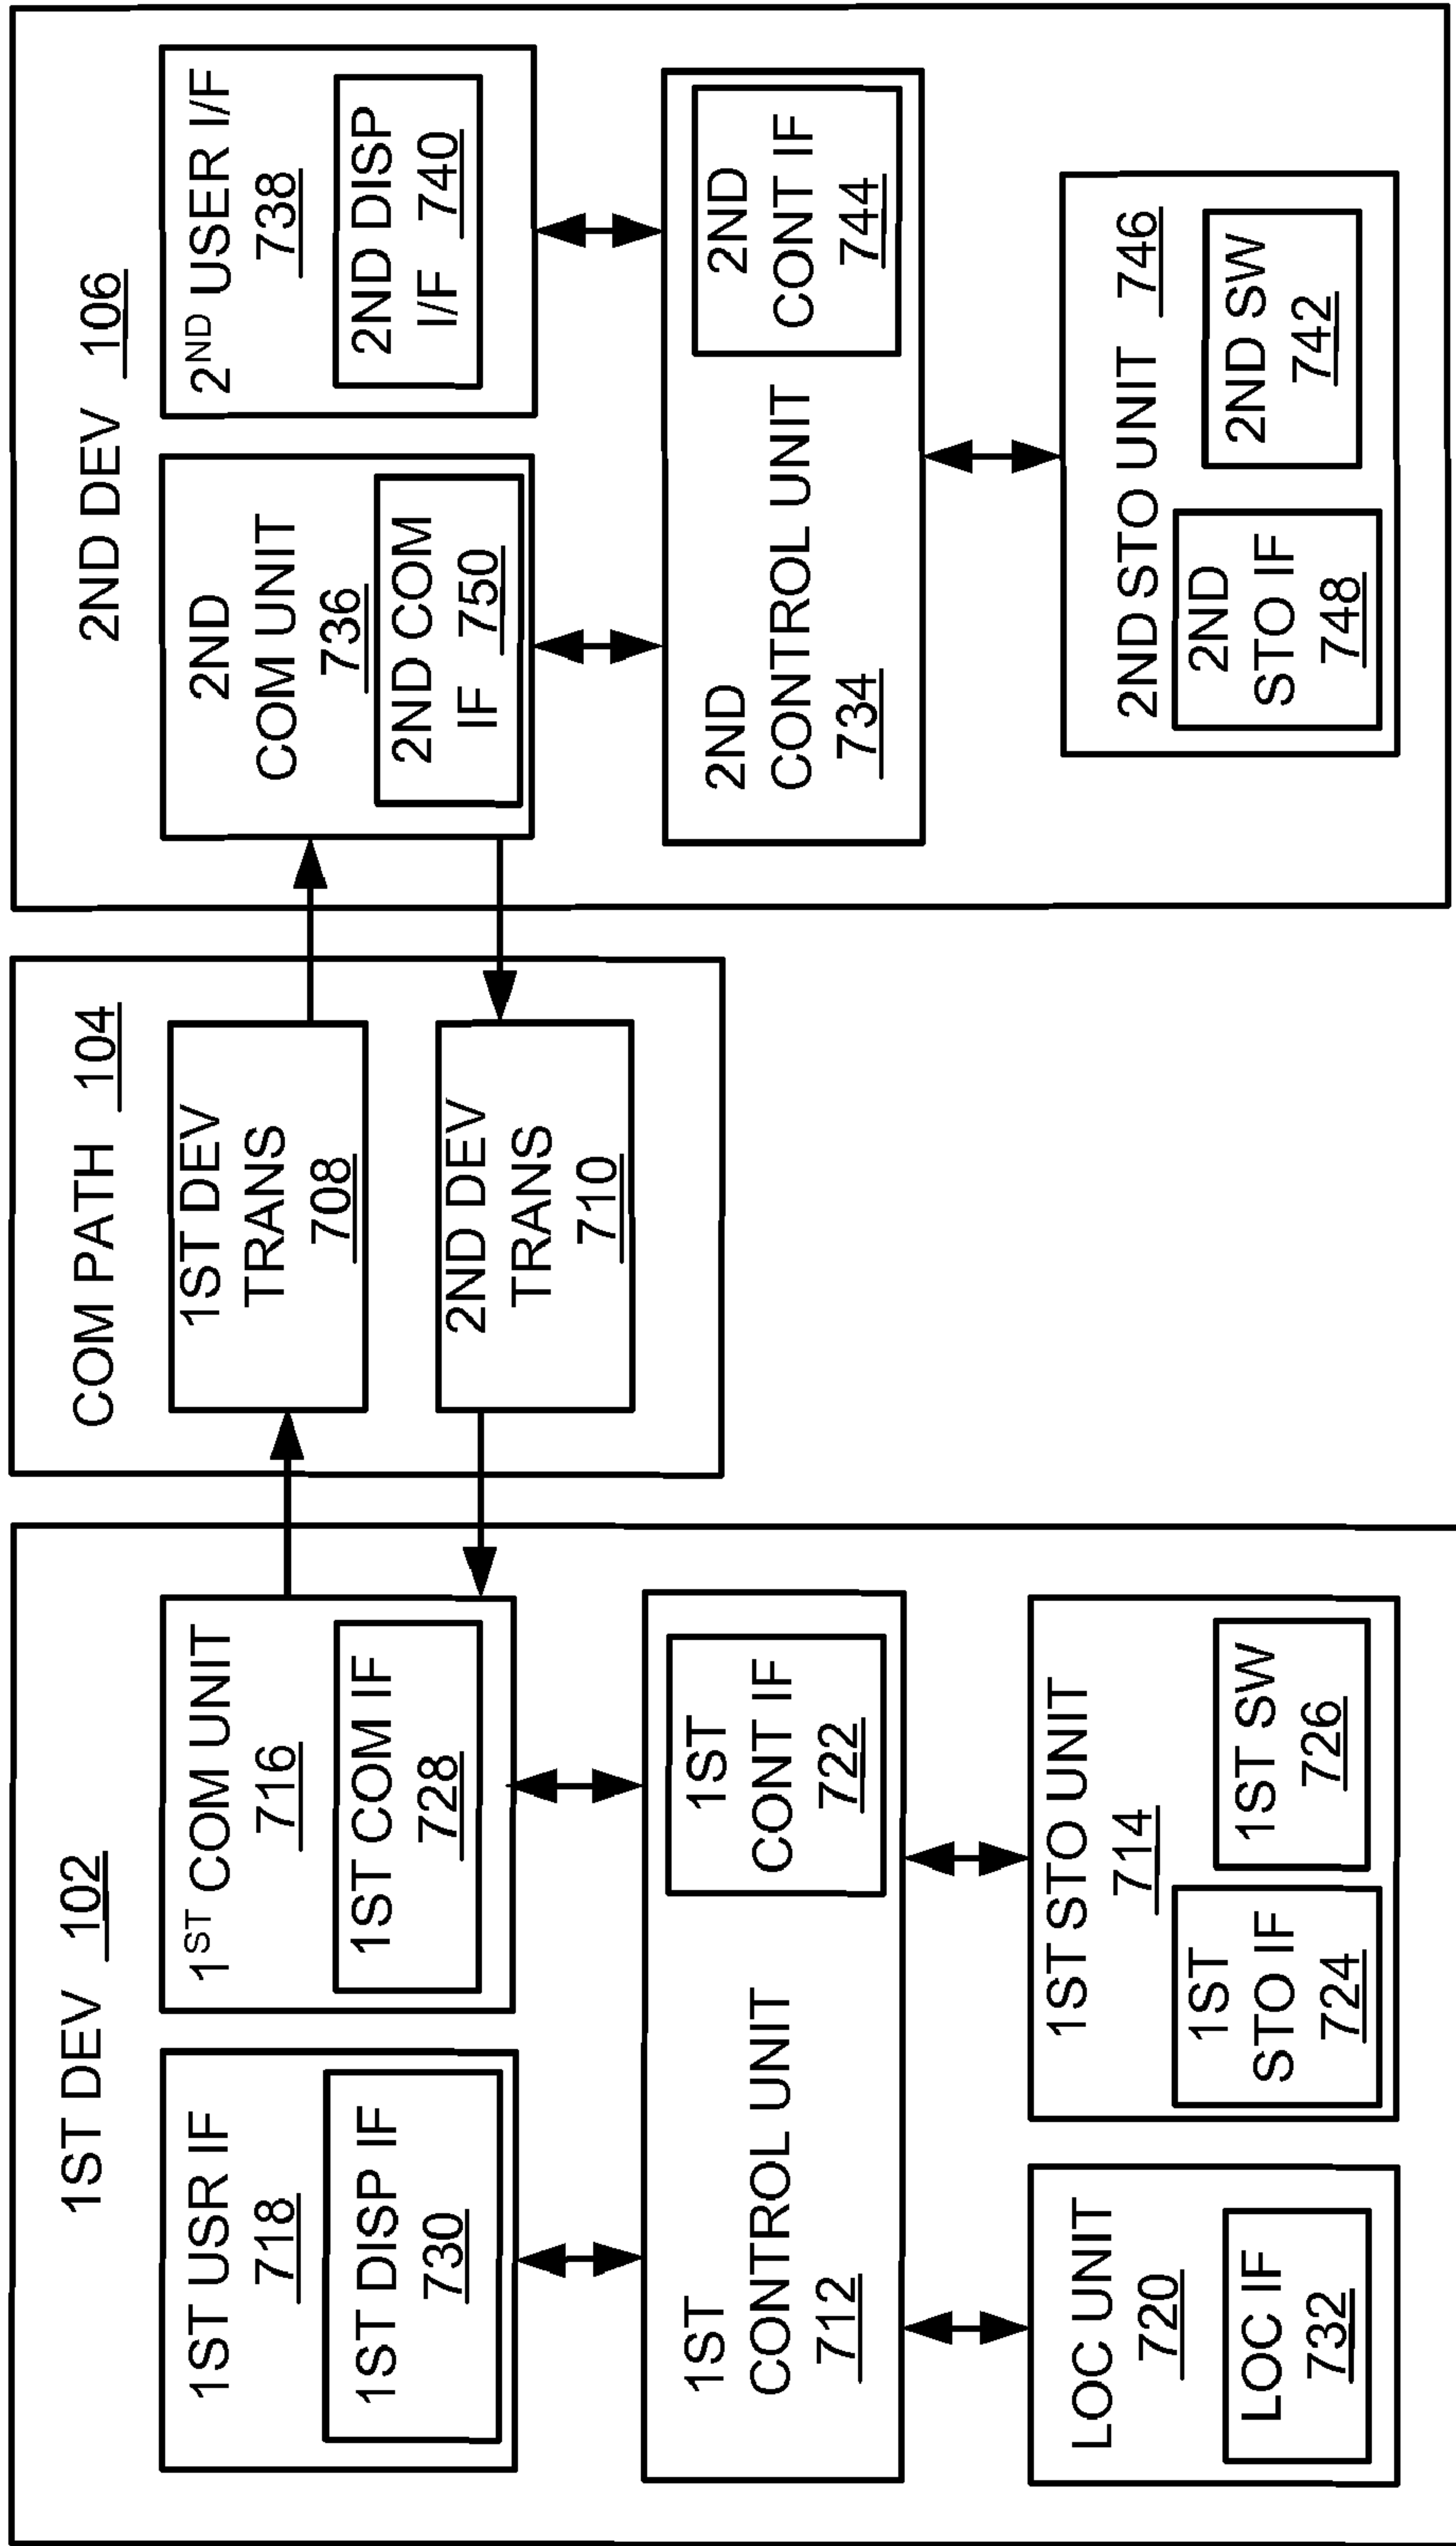 1ST DEV 102
1ST USR IF
718
1ST DISP IF
730
1ST COM UNIT
716
1ST COM IF
728
1ST
CONTROL UNIT
712
1ST
CONT IF
722
LOC UNIT
720
LOC IF
732
1ST STO UNIT
714
1ST
STO IF
724
1ST SW
726
COM PATH 104
1ST DEV
TRANS
708
2ND DEV
TRANS
710
2ND DEV 106
2ND
COM UNIT
736
2ND COM
IF 750
2ND USER I/F
738
2ND DISP
I/F 740
2ND
CONTROL UNIT
734
2ND
CONT IF
744
2ND STO UNIT 746
2ND
STO IF
748
2ND SW
742